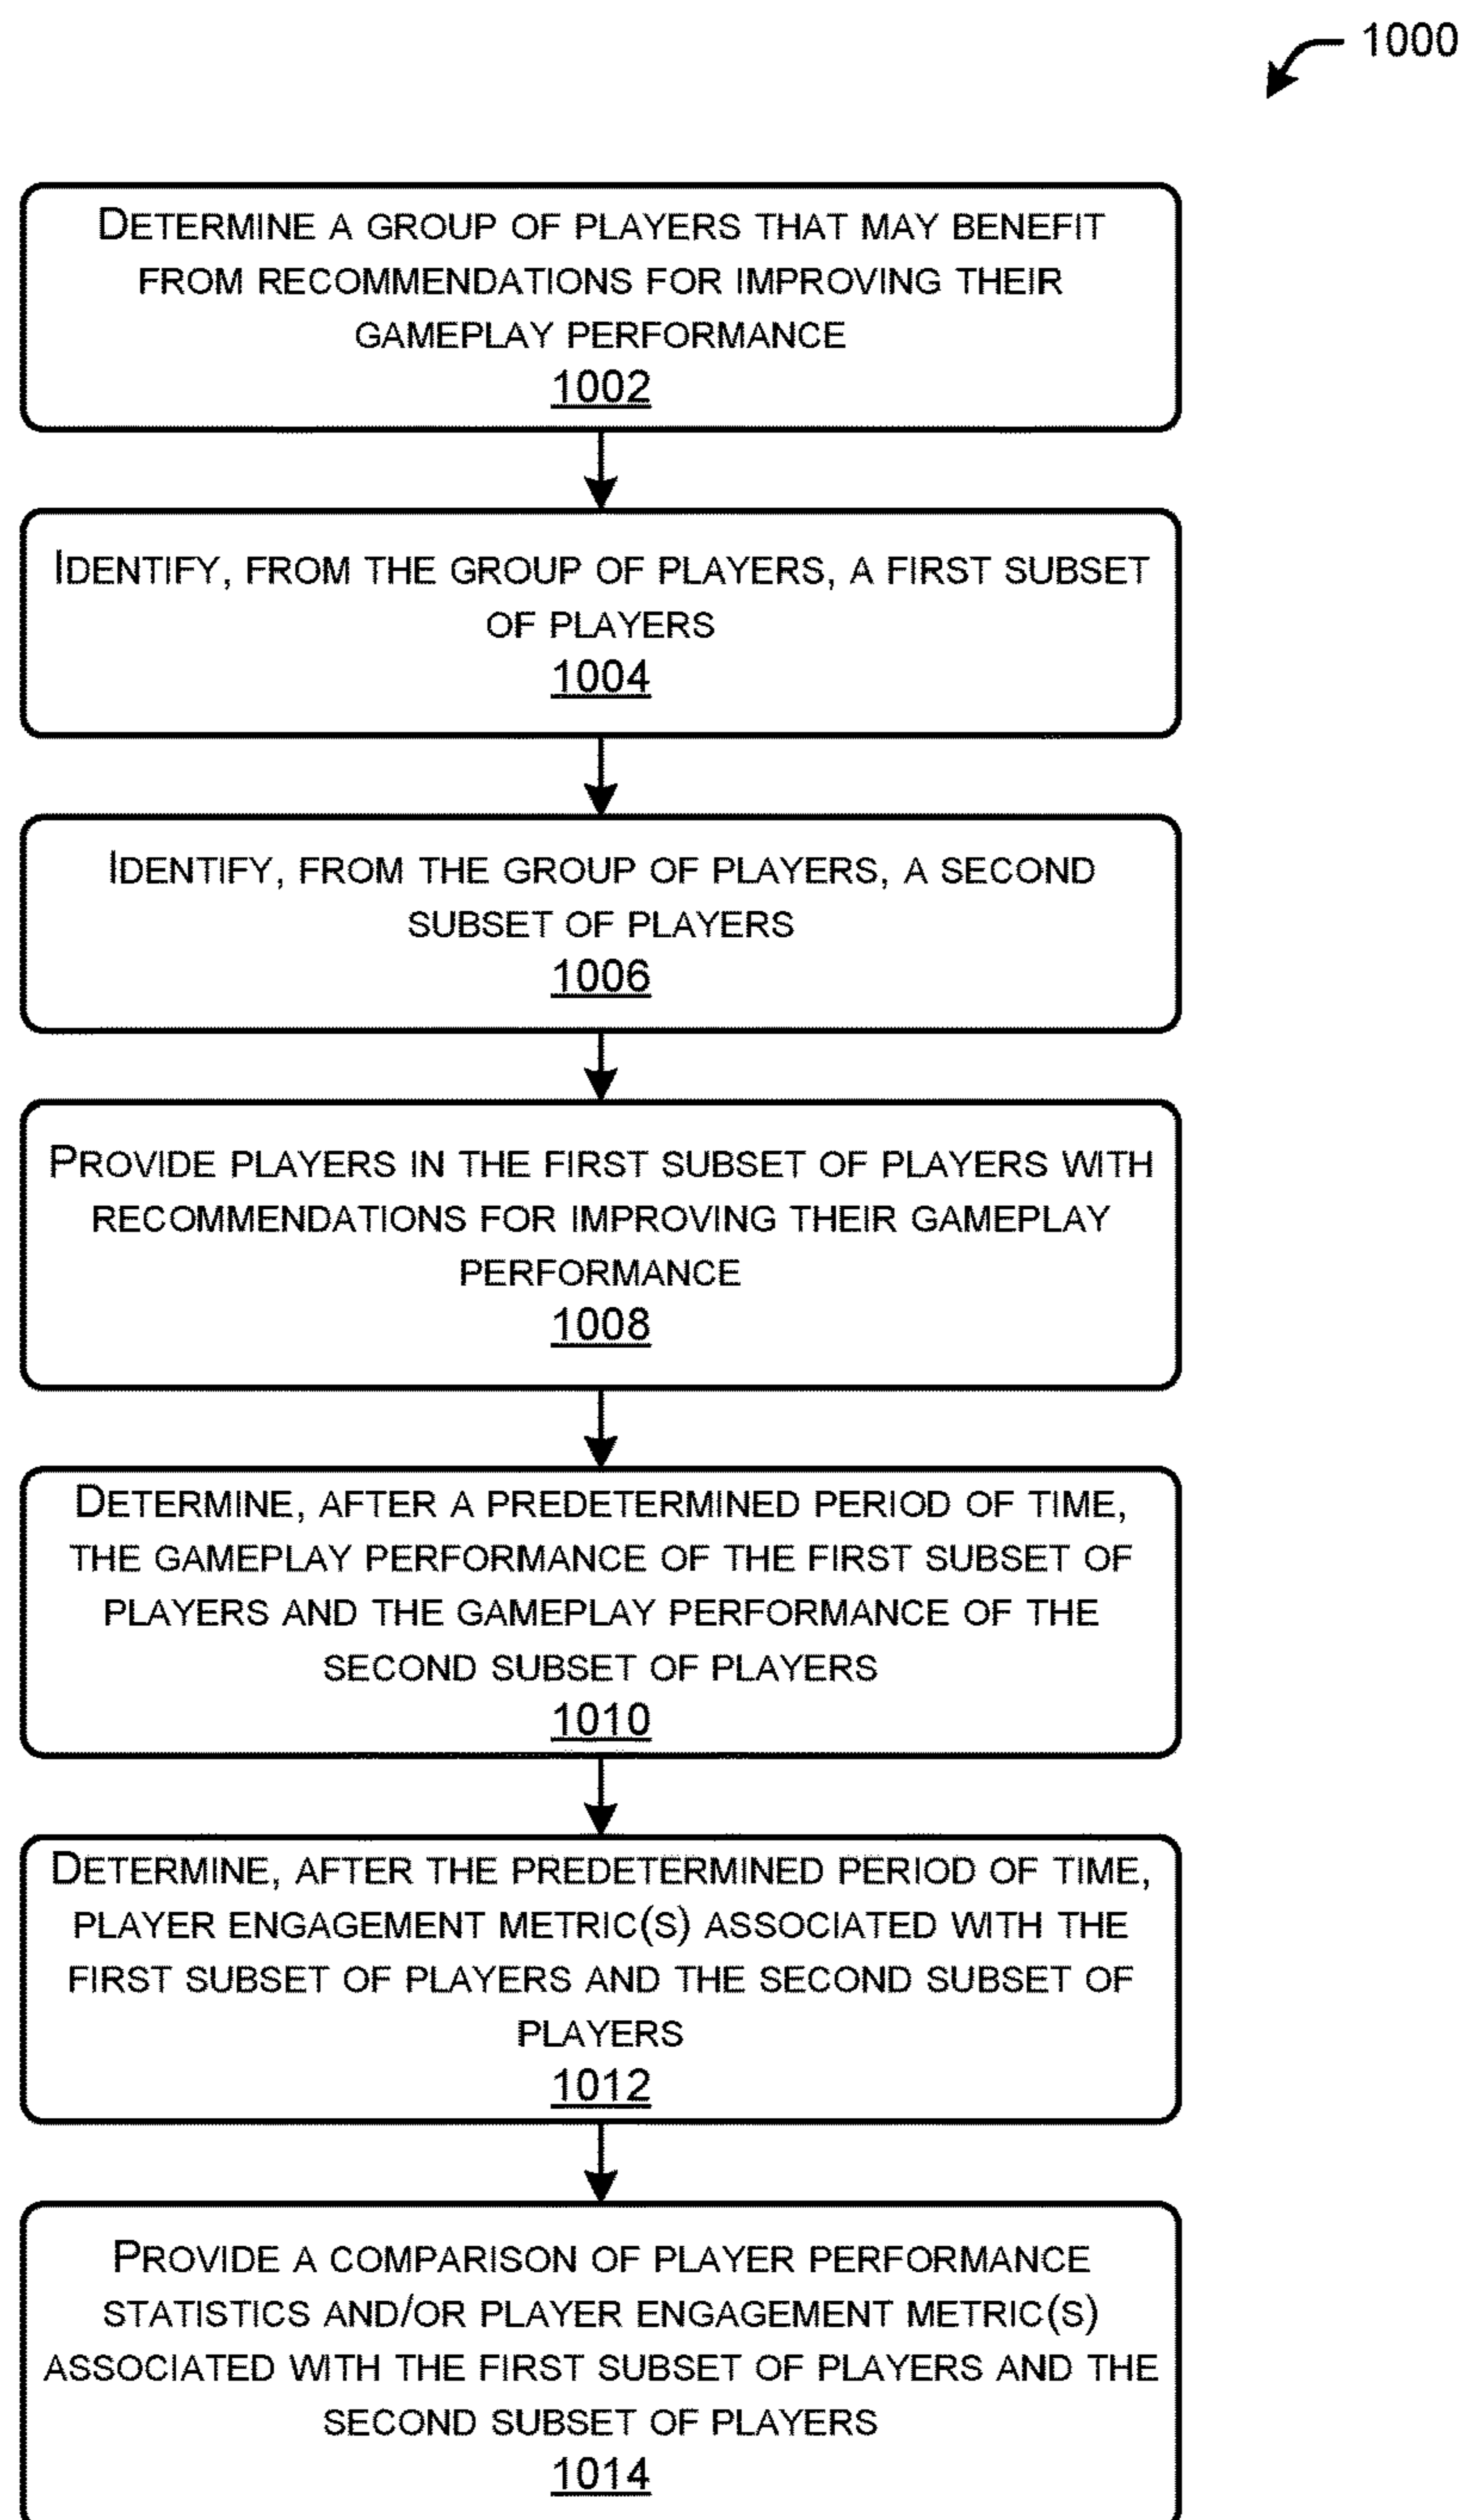 1000
DETERMINE A GROUP OF PLAYERS THAT MAY BENEFIT
FROM RECOMMENDATIONS FOR IMPROVING THEIR
GAMEPLAY PERFORMANCE
1002
IDENTIFY, FROM THE GROUP OF PLAYERS, A FIRST SUBSET
OF PLAYERS
1004
IDENTIFY, FROM THE GROUP OF PLAYERS, A SECOND
SUBSET OF PLAYERS
1006
PROVIDE PLAYERS IN THE FIRST SUBSET OF PLAYERS WITH
RECOMMENDATIONS FOR IMPROVING THEIR GAMEPLAY
PERFORMANCE
1008
DETERMINE, AFTER A PREDETERMINED PERIOD OF TIME,
THE GAMEPLAY PERFORMANCE OF THE FIRST SUBSET OF
PLAYERS AND THE GAMEPLAY PERFORMANCE OF THE
SECOND SUBSET OF PLAYERS
1010
DETERMINE, AFTER THE PREDETERMINED PERIOD OF TIME,
PLAYER ENGAGEMENT METRIC(S) ASSOCIATED WITH THE
FIRST SUBSET OF PLAYERS AND THE SECOND SUBSET OF
PLAYERS
1012
PROVIDE A COMPARISON OF PLAYER PERFORMANCE
STATISTICS AND/OR PLAYER ENGAGEMENT METRIC(S)
ASSOCIATED WITH THE FIRST SUBSET OF PLAYERS AND THE
SECOND SUBSET OF PLAYERS
1014